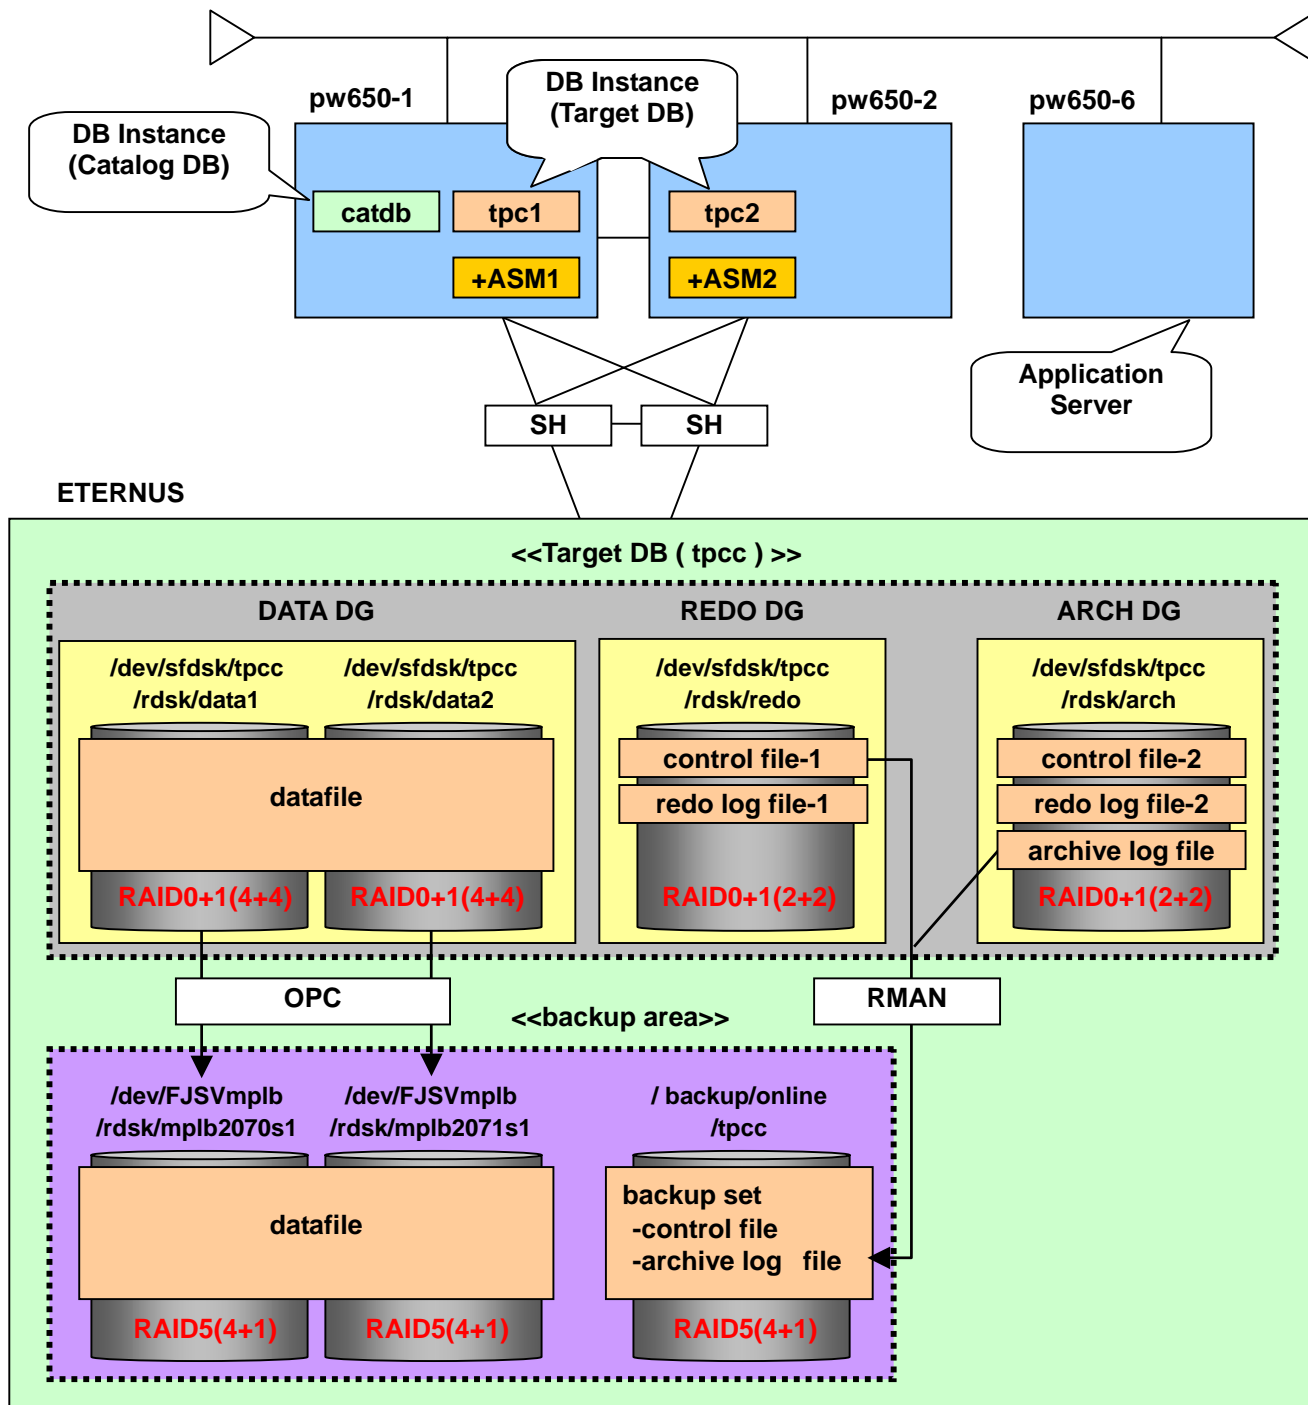 pw650-1
DB Instance
(Target DB)
pw650-2
pw650-6
DB Instance
(Catalog DB)
catdb
tpc1
tpc2
+ASM1
+ASM2
Application
Server
SH
SH
ETERNUS
<<Target DB ( tpcc ) >>
DATA DG
REDO DG
ARCH DG
/dev/sfdsk/tpcc
/rdsk/data1
/dev/sfdsk/tpcc
/rdsk/data2
/dev/sfdsk/tpcc
/rdsk/redo
/dev/sfdsk/tpcc
/rdsk/arch
datafile
control file-1
redo log file-1
control file-2
redo log file-2
archive log file
RAID0+1(4+4)
RAID0+1(4+4)
RAID0+1(2+2)
RAID0+1(2+2)
OPC
RMAN
<<backup area>>
/dev/FJSVmplb
/rdsk/mplb2070s1
/dev/FJSVmplb
/rdsk/mplb2071s1
/ backup/online
/tpcc
datafile
backup set
-control file
-archive log file
RAID5(4+1)
RAID5(4+1)
RAID5(4+1)